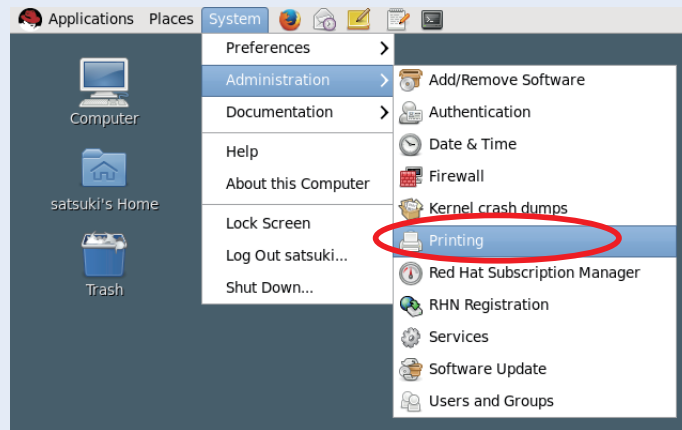 Applications Places System
Preferences
Administration
Documentation
Help
About this Computer
Lock Screen
Log Out satsuki...
Shut Down...
Add/Remove Software
Authentication
Date & Time
Firewall
Kernel crash dumps
Printing
Red Hat Subscription Manager
RHN Registration
Services
Software Update
Users and Groups
Computer
satsuki's Home
Trash